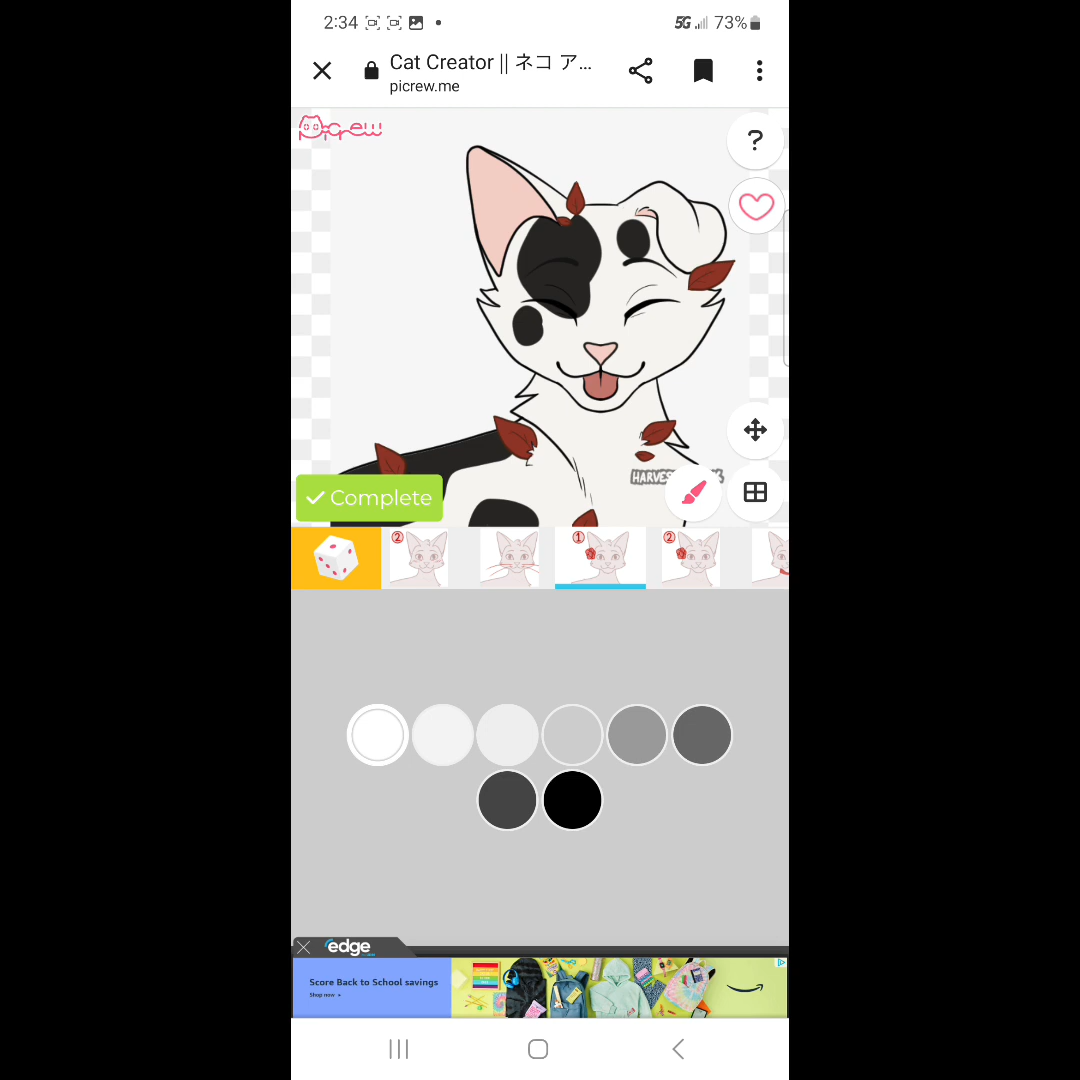 2:34
5G 73%
Cat Creator || ネコ ア...
picrew.me
picrew
?
Complete
②
①
②
edge
Score Back to School savings
Shop now